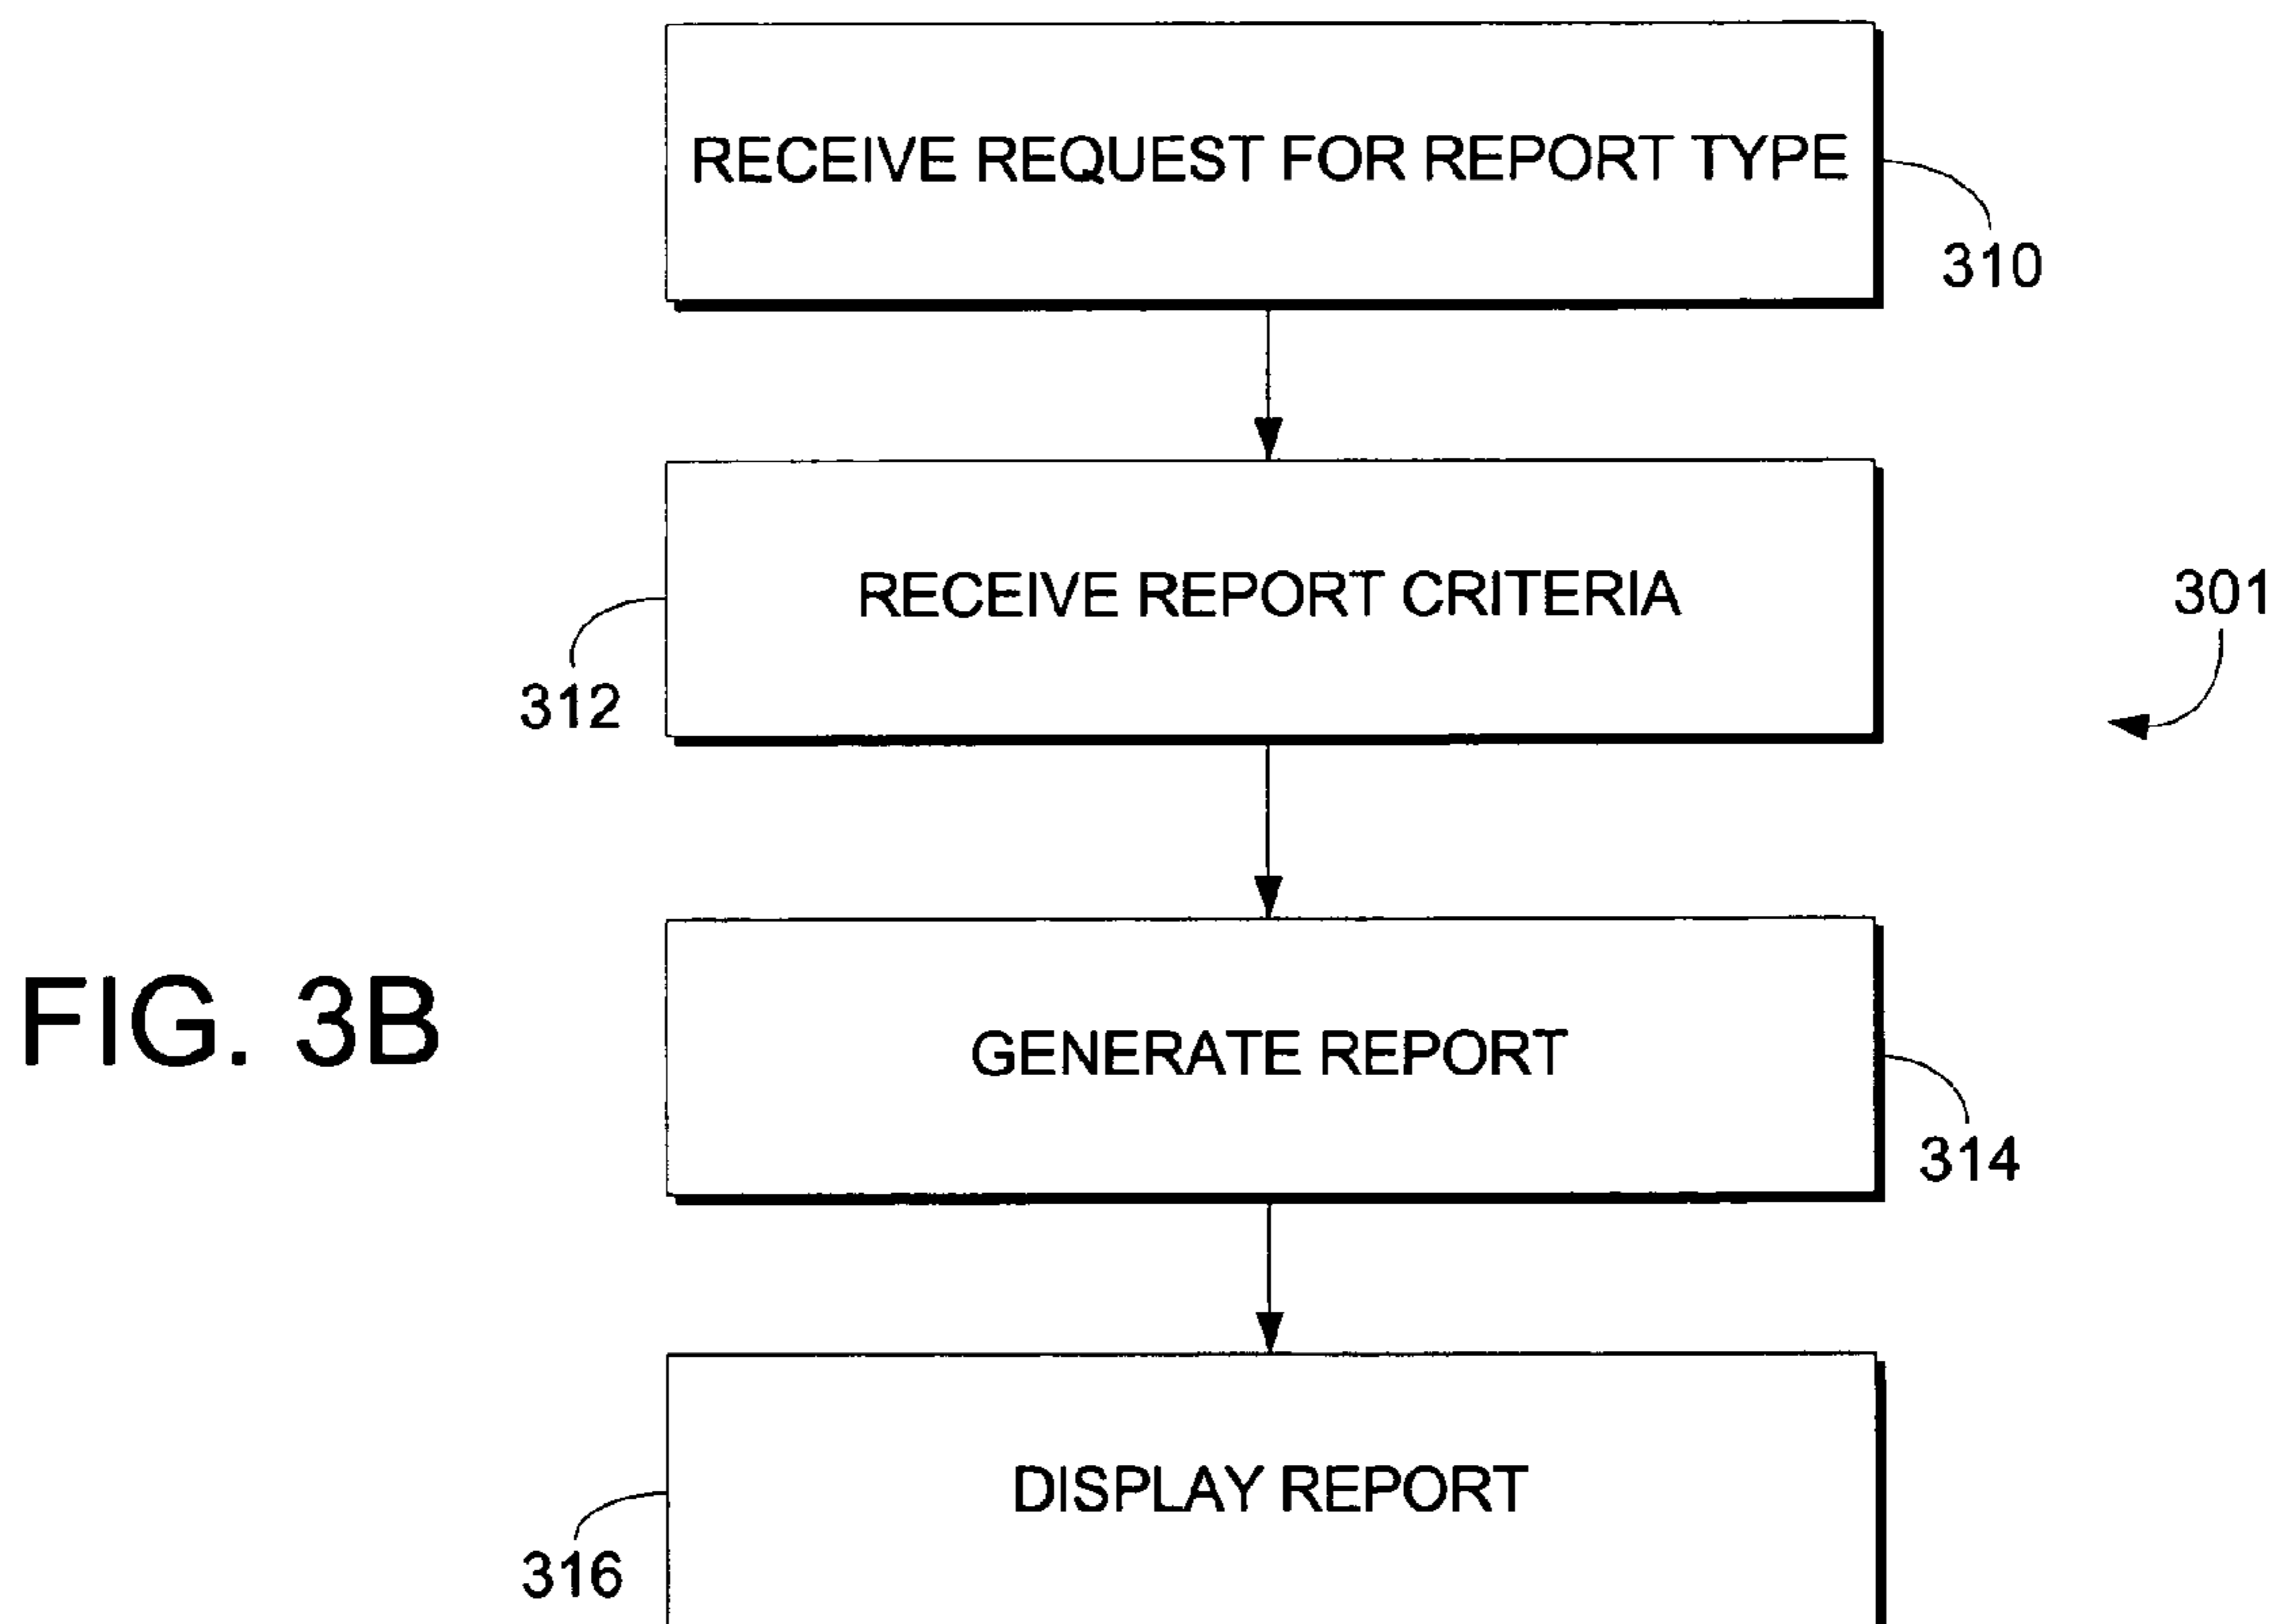 RECEIVE REQUEST FOR REPORT TYPE
310
RECEIVE REPORT CRITERIA
301
312
FIG. 3B
GENERATE REPORT
314
DISPLAY REPORT
316